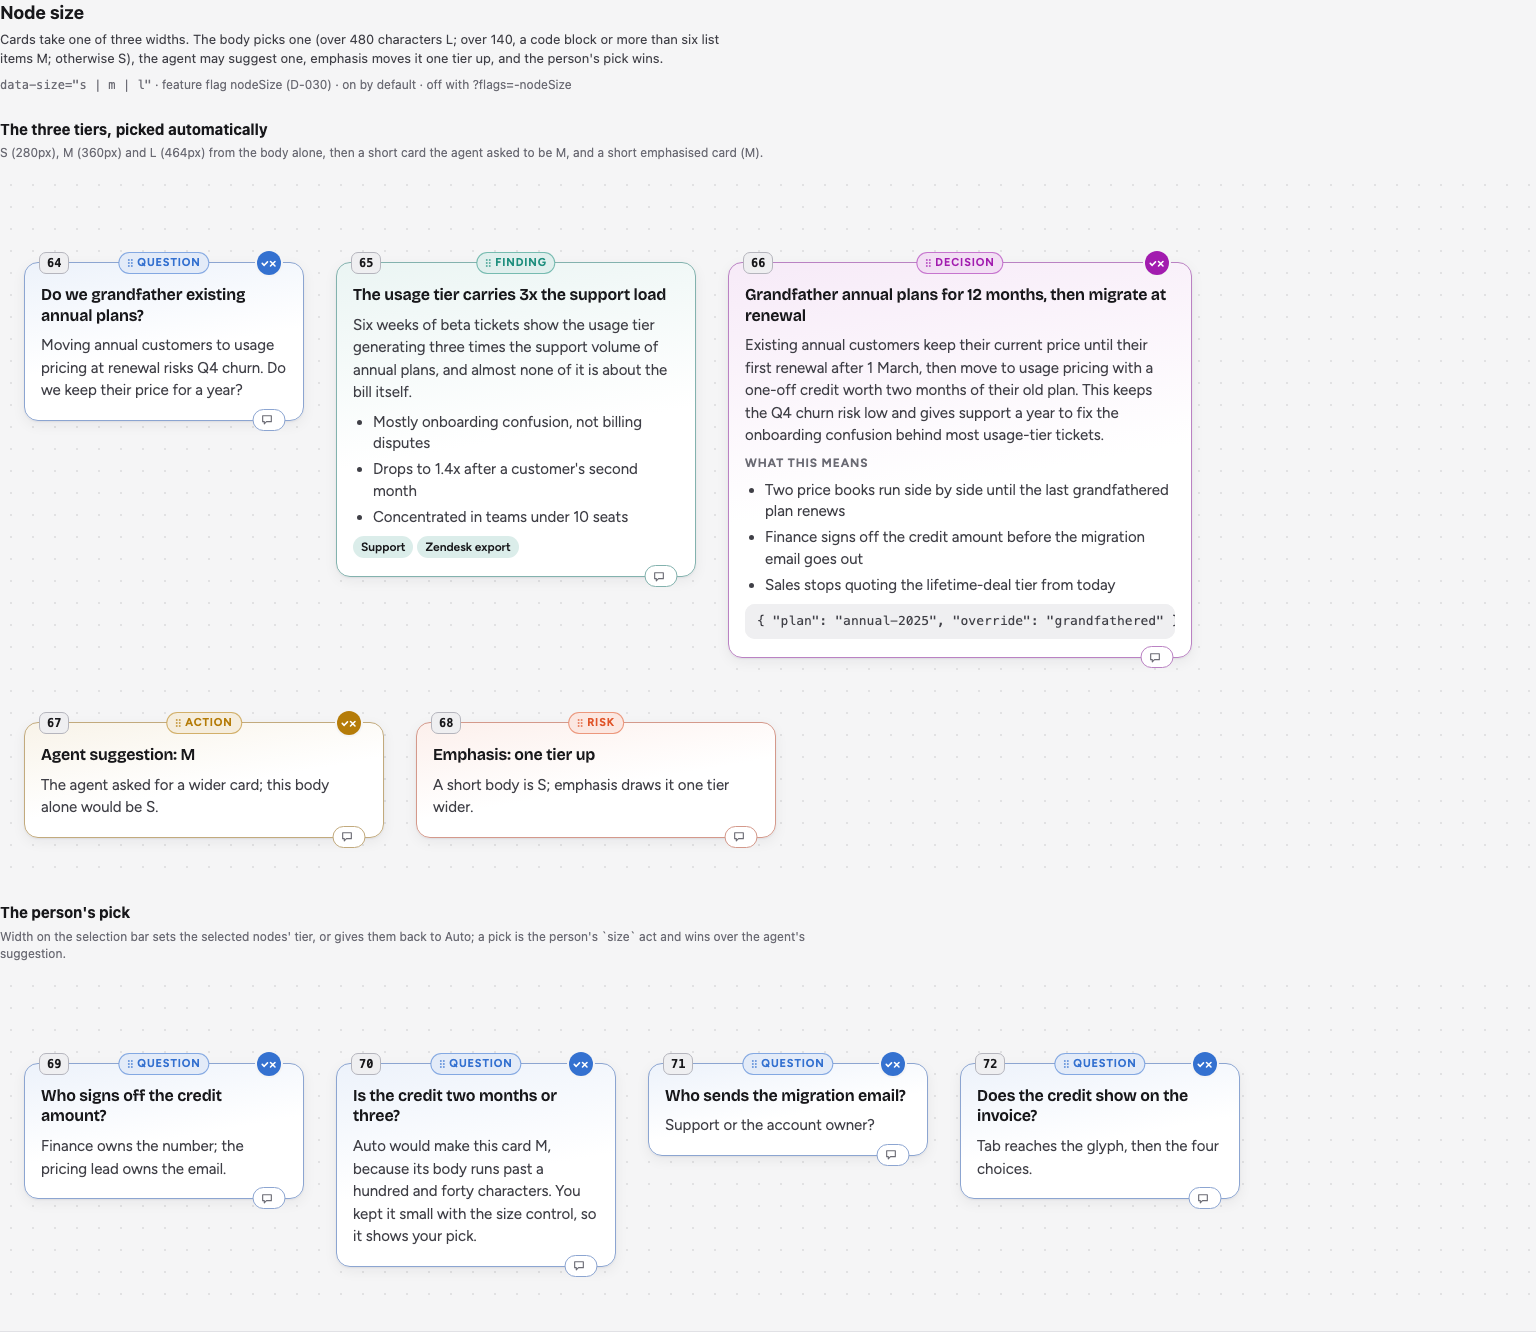 Node size
Cards take one of three widths. The body picks one (over 480 characters L; over 140, a code block or more than six list
items M; otherwise S), the agent may suggest one, emphasis moves it one tier up, and the person's pick wins.
data-size="s | m | l" · feature flag nodeSize (D-030) · on by default · off with ?flags=-nodeSize
The three tiers, picked automatically
S (280px), M (360px) and L (464px) from the body alone, then a short card the agent asked to be M, and a short emphasised card (M).
64
QUESTION
Do we grandfather existing
annual plans?
Moving annual customers to usage
pricing at renewal risks Q4 churn. Do
we keep their price for a year?
65
FINDING
The usage tier carries 3x the support load
Six weeks of beta tickets show the usage tier
generating three times the support volume of
annual plans, and almost none of it is about the
bill itself.
• Mostly onboarding confusion, not billing
disputes
• Drops to 1.4x after a customer's second
month
• Concentrated in teams under 10 seats
Support Zendesk export
66
DECISION
Grandfather annual plans for 12 months, then migrate at
renewal
Existing annual customers keep their current price until their
first renewal after 1 March, then move to usage pricing with a
one-off credit worth two months of their old plan. This keeps
the Q4 churn risk low and gives support a year to fix the
onboarding confusion behind most usage-tier tickets.
WHAT THIS MEANS
• Two price books run side by side until the last grandfathered
plan renews
• Finance signs off the credit amount before the migration
email goes out
• Sales stops quoting the lifetime-deal tier from today
{ "plan": "annual-2025", "override": "grandfathered" }
67
ACTION
Agent suggestion: M
The agent asked for a wider card; this body
alone would be S.
68
RISK
Emphasis: one tier up
A short body is S; emphasis draws it one tier
wider.
The person's pick
Width on the selection bar sets the selected nodes' tier, or gives them back to Auto; a pick is the person's `size` act and wins over the agent's
suggestion.
69
QUESTION
Who signs off the credit
amount?
Finance owns the number; the
pricing lead owns the email.
70
QUESTION
Is the credit two months or
three?
Auto would make this card M,
because its body runs past a
hundred and forty characters. You
kept it small with the size control, so
it shows your pick.
71
QUESTION
Who sends the migration email?
Support or the account owner?
72
QUESTION
Does the credit show on the
invoice?
Tab reaches the glyph, then the four
choices.